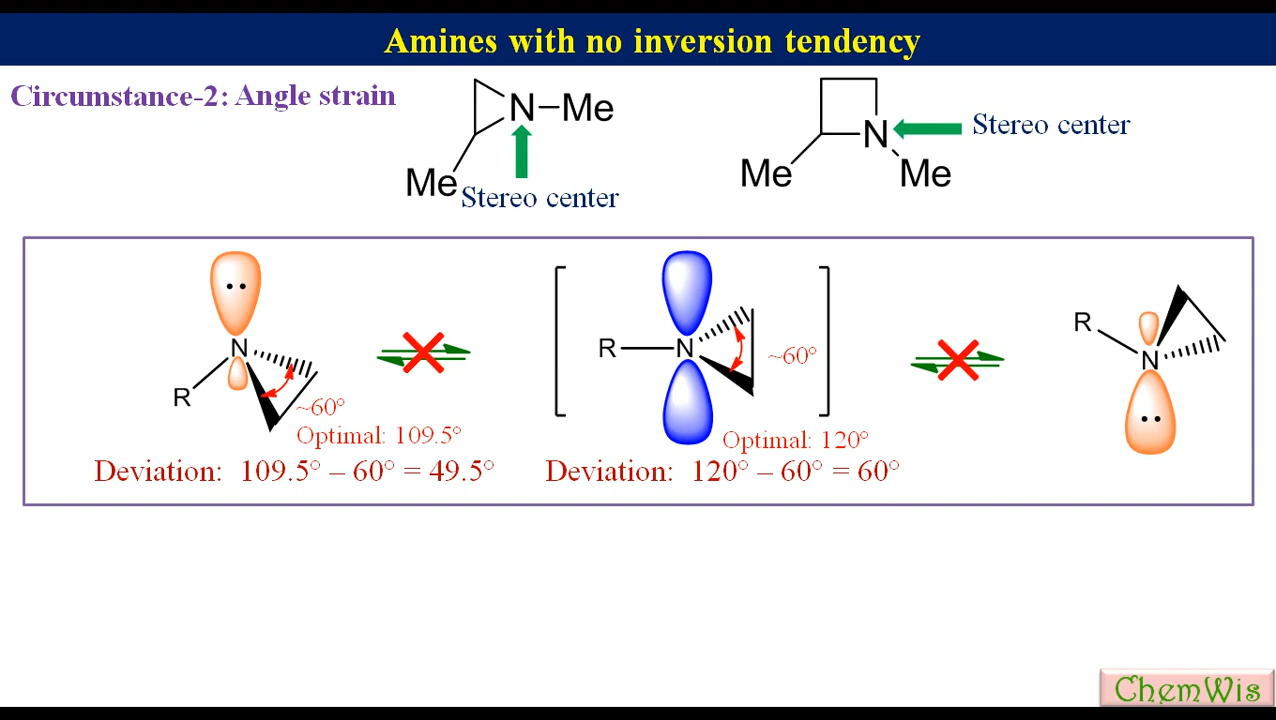 Amines with no inversion tendency
Circumstance-2: Angle strain
N–Me
Me
Stereo center
N
Stereo center
Me
Me
N
R
~60°
Optimal: 109.5°
Deviation: 109.5° – 60° = 49.5°
R
N
~60°
Optimal: 120°
Deviation: 120° – 60° = 60°
R
N
ChemWis